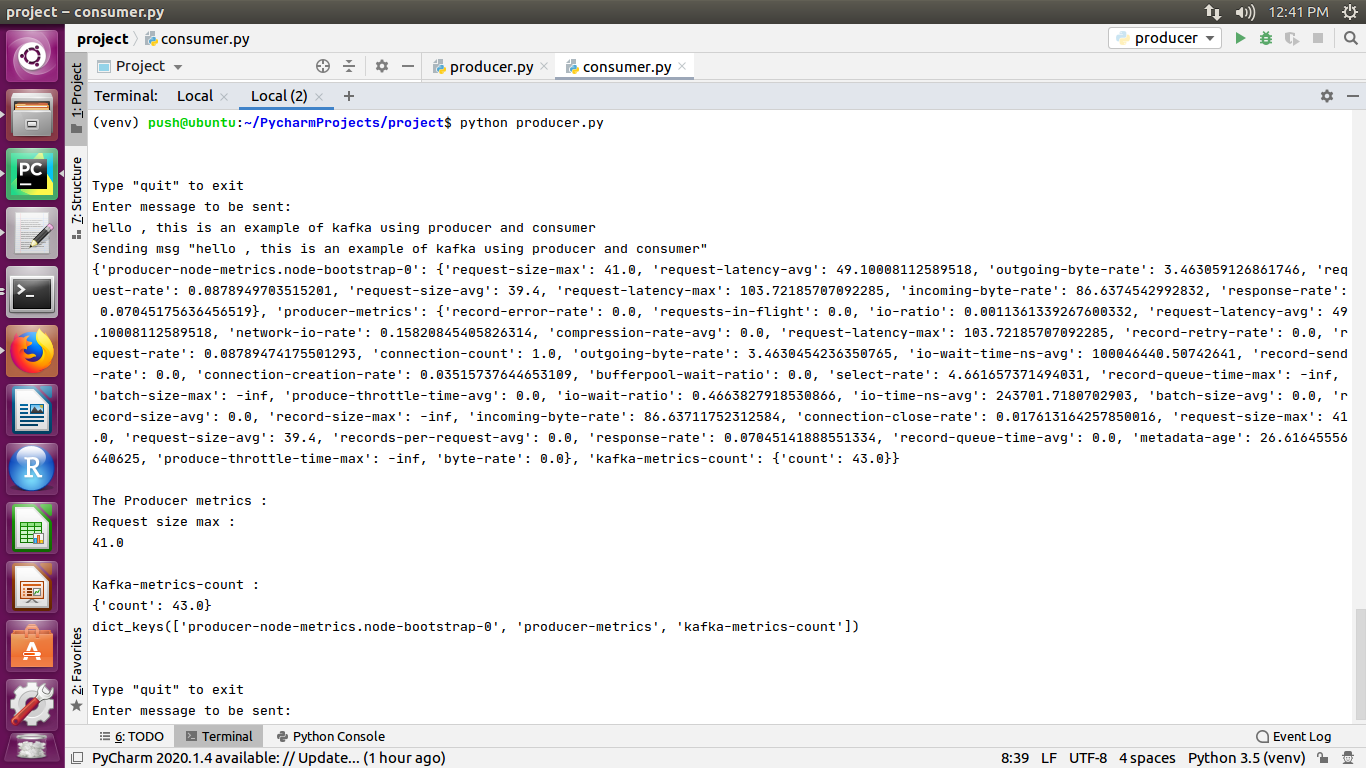 project – consumer.py
12:41 PM
project
consumer.py
producer
Project
producer.py
consumer.py
1: Project
7: Structure
2: Favorites
Terminal:
Local
Local (2)
(venv) push@ubuntu:~/PycharmProjects/project$ python producer.py
Type "quit" to exit
Enter message to be sent:
hello , this is an example of kafka using producer and consumer
Sending msg "hello , this is an example of kafka using producer and consumer"
{'producer-node-metrics.node-bootstrap-0': {'request-size-max': 41.0, 'request-latency-avg': 49.10008112589518, 'outgoing-byte-rate': 3.463059126861746, 'req
uest-rate': 0.0878949703515201, 'request-size-avg': 39.4, 'request-latency-max': 103.72185707092285, 'incoming-byte-rate': 86.6374542992832, 'response-rate':
0.07045175636456519}, 'producer-metrics': {'record-error-rate': 0.0, 'requests-in-flight': 0.0, 'io-ratio': 0.0011361339267600332, 'request-latency-avg': 49
.10008112589518, 'network-io-rate': 0.15820845405826314, 'compression-rate-avg': 0.0, 'request-latency-max': 103.72185707092285, 'record-retry-rate': 0.0, 'r
equest-rate': 0.08789474175501293, 'connection-count': 1.0, 'outgoing-byte-rate': 3.4630454236350765, 'io-wait-time-ns-avg': 100046440.50742641, 'record-send
-rate': 0.0, 'connection-creation-rate': 0.03515737644653109, 'bufferpool-wait-ratio': 0.0, 'select-rate': 4.661657371494031, 'record-queue-time-max': -inf,
'batch-size-max': -inf, 'produce-throttle-time-avg': 0.0, 'io-wait-ratio': 0.4663827918530866, 'io-time-ns-avg': 243701.7180702903, 'batch-size-avg': 0.0, 'r
ecord-size-avg': 0.0, 'record-size-max': -inf, 'incoming-byte-rate': 86.63711752212584, 'connection-close-rate': 0.017613164257850016, 'request-size-max': 41
.0, 'request-size-avg': 39.4, 'records-per-request-avg': 0.0, 'response-rate': 0.07045141888551334, 'record-queue-time-avg': 0.0, 'metadata-age': 26.61645556
640625, 'produce-throttle-time-max': -inf, 'byte-rate': 0.0}, 'kafka-metrics-count': {'count': 43.0}}
The Producer metrics :
Request size max :
41.0
Kafka-metrics-count :
{'count': 43.0}
dict_keys(['producer-node-metrics.node-bootstrap-0', 'producer-metrics', 'kafka-metrics-count'])
Type "quit" to exit
Enter message to be sent:
6: TODO
Terminal
Python Console
Event Log
PyCharm 2020.1.4 available: // Update... (1 hour ago)
8:39
LF
UTF-8
4 spaces
Python 3.5 (venv)